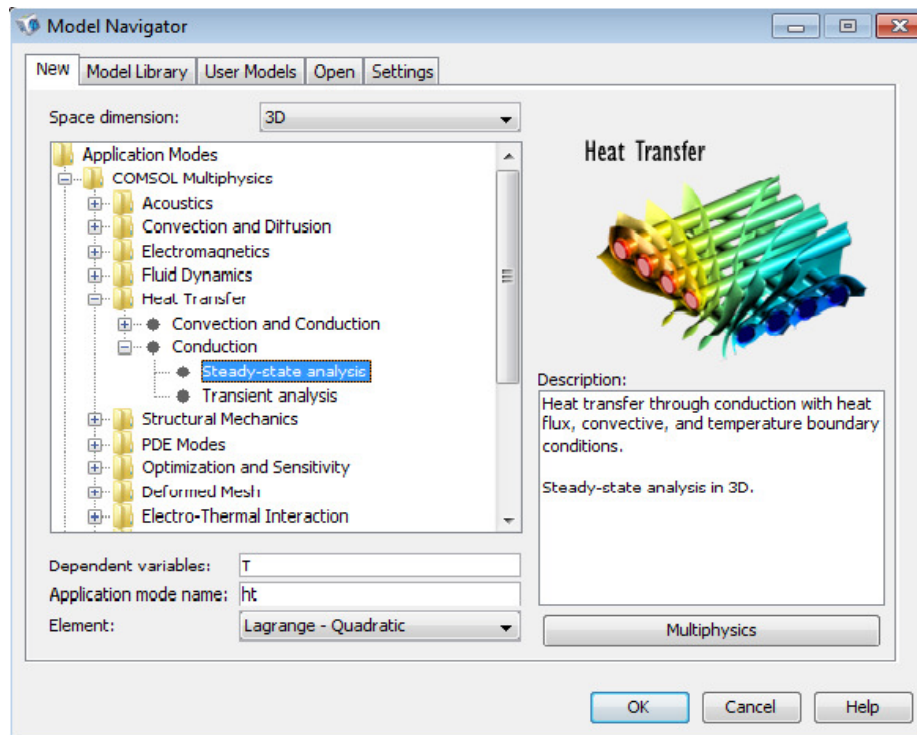 Model Navigator
New Model Library User Models Open Settings
Space dimension: 3D
Application Modes
COMSOL Multiphysics
Acoustics
Convection and Diffusion
Electromagnetics
Fluid Dynamics
Heat Transfer
Convection and Conduction
Conduction
Steady-state analysis
Transient analysis
Structural Mechanics
PDE Modes
Optimization and Sensitivity
Deformed Mesh
Electro-Thermal Interaction
Dependent variables: T
Application mode name: ht
Element: Lagrange - Quadratic
Heat Transfer
Description:
Heat transfer through conduction with heat
flux, convective, and temperature boundary
conditions.
Steady-state analysis in 3D.
Multiphysics
OK Cancel Help